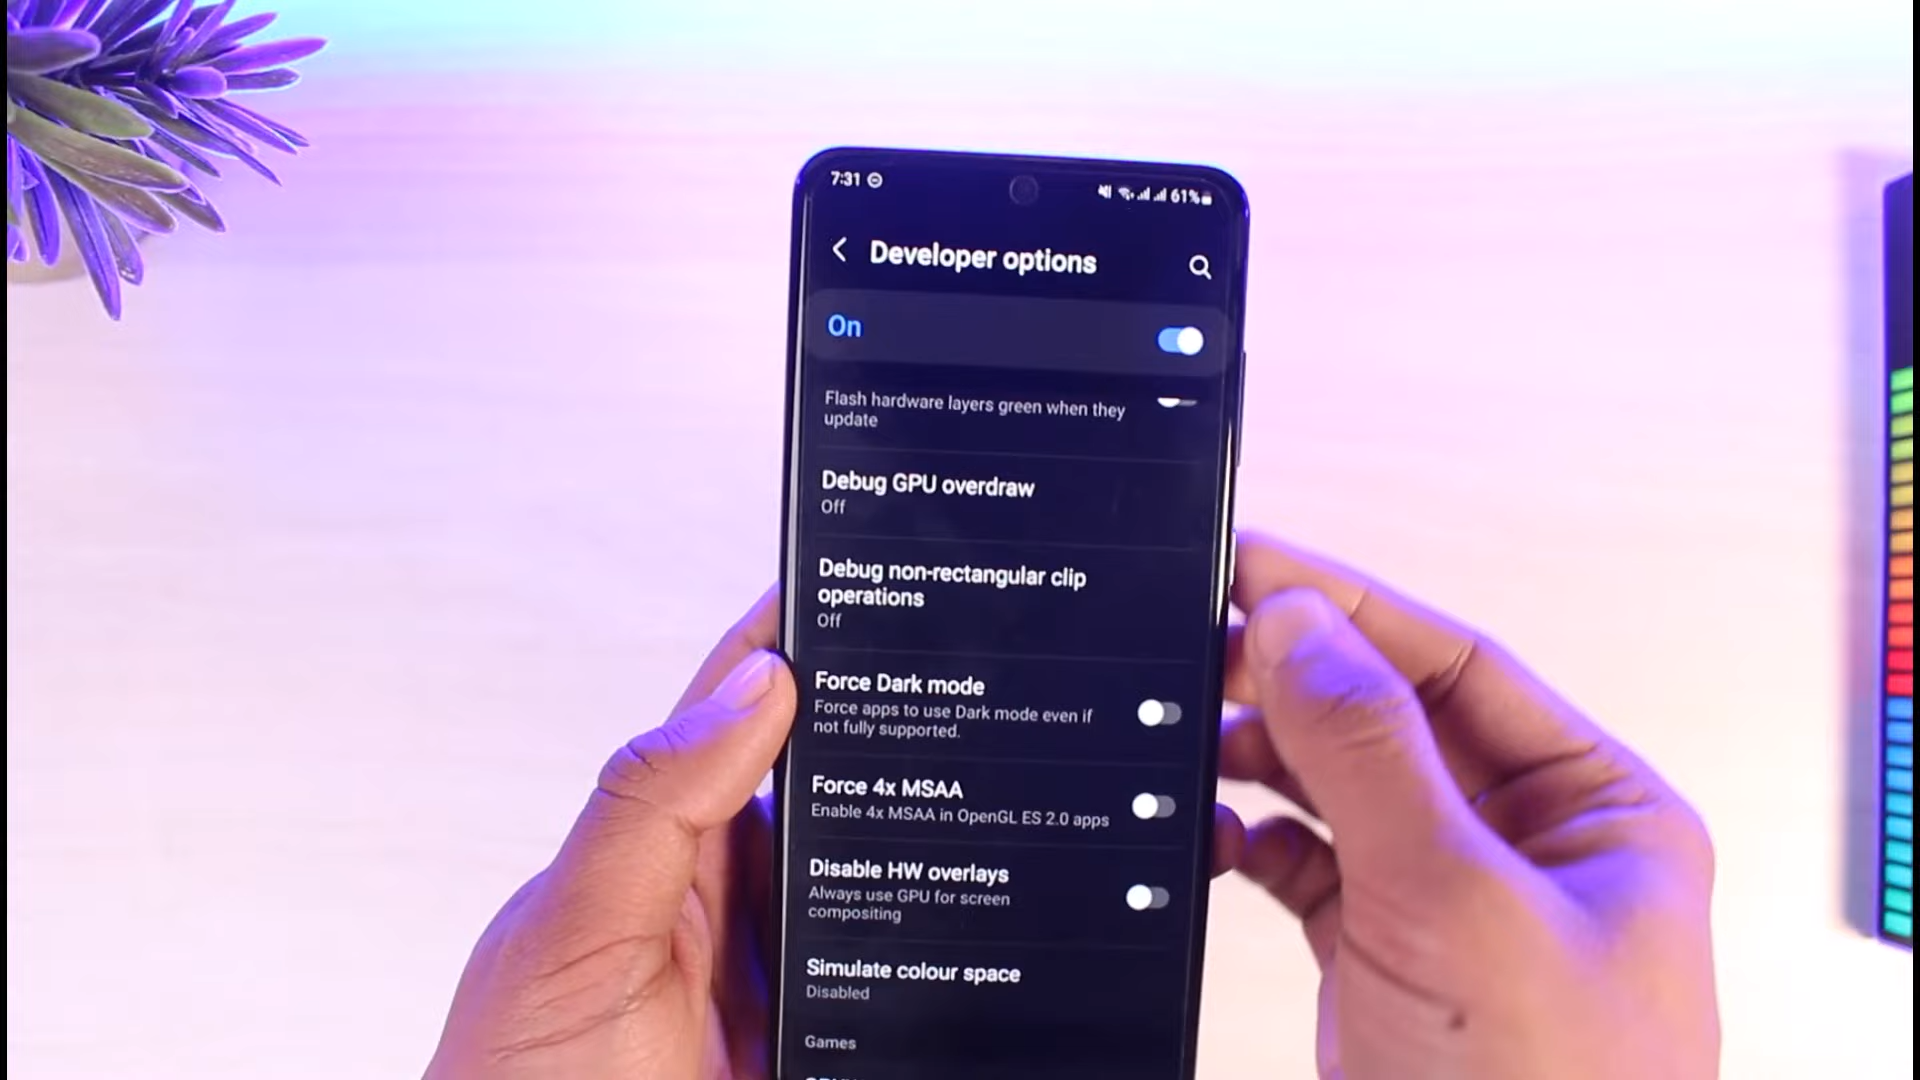 7:31
61%
Developer options
On
Flash hardware layers green when they
update
Debug GPU overdraw
Off
Debug non-rectangular clip
operations
Off
Force Dark mode
Force apps to use Dark mode even if
not fully supported.
Force 4x MSAA
Enable 4x MSAA in OpenGL ES 2.0 apps
Disable HW overlays
Always use GPU for screen
compositing
Simulate colour space
Disabled
Games